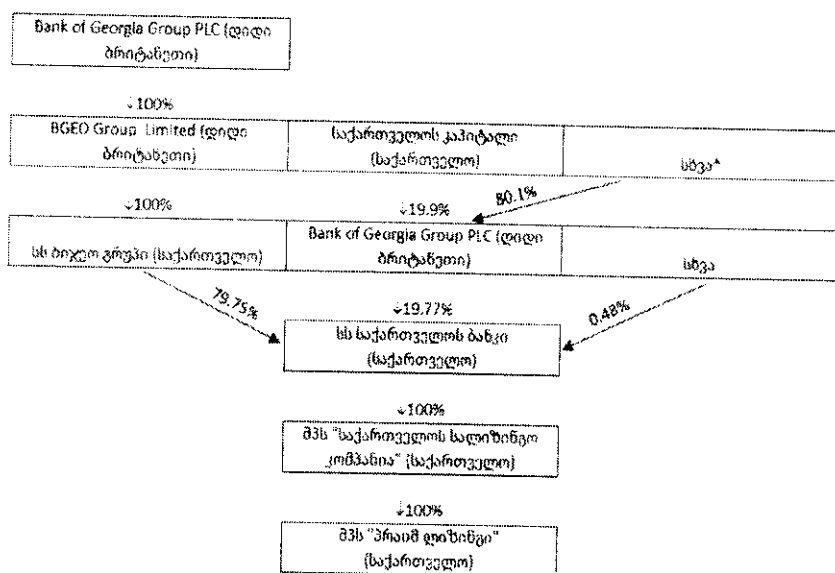 Bank of Georgia Group PLC (დიდი
ბრიტანეთი)
↓100%
BGEO Group Limited (დიდი
ბრიტანეთი)
საქართველოს კაპიტალი
(საქართველო)
სხვა*
80.1%
↓100%
↓19.9%
სს ბიჯეო გრუპი (საქართველო)
Bank of Georgia Group PLC (დიდი
ბრიტანეთი)
სხვა
79.75%
↓19.77%
0.48%
სს საქართველოს ბანკი
(საქართველო)
↓100%
შპს "საქართველოს სალიზინგო
კომპანია" (საქართველო)
↓100%
შპს "პრაიმ ლიზინგი"
(საქართველო)